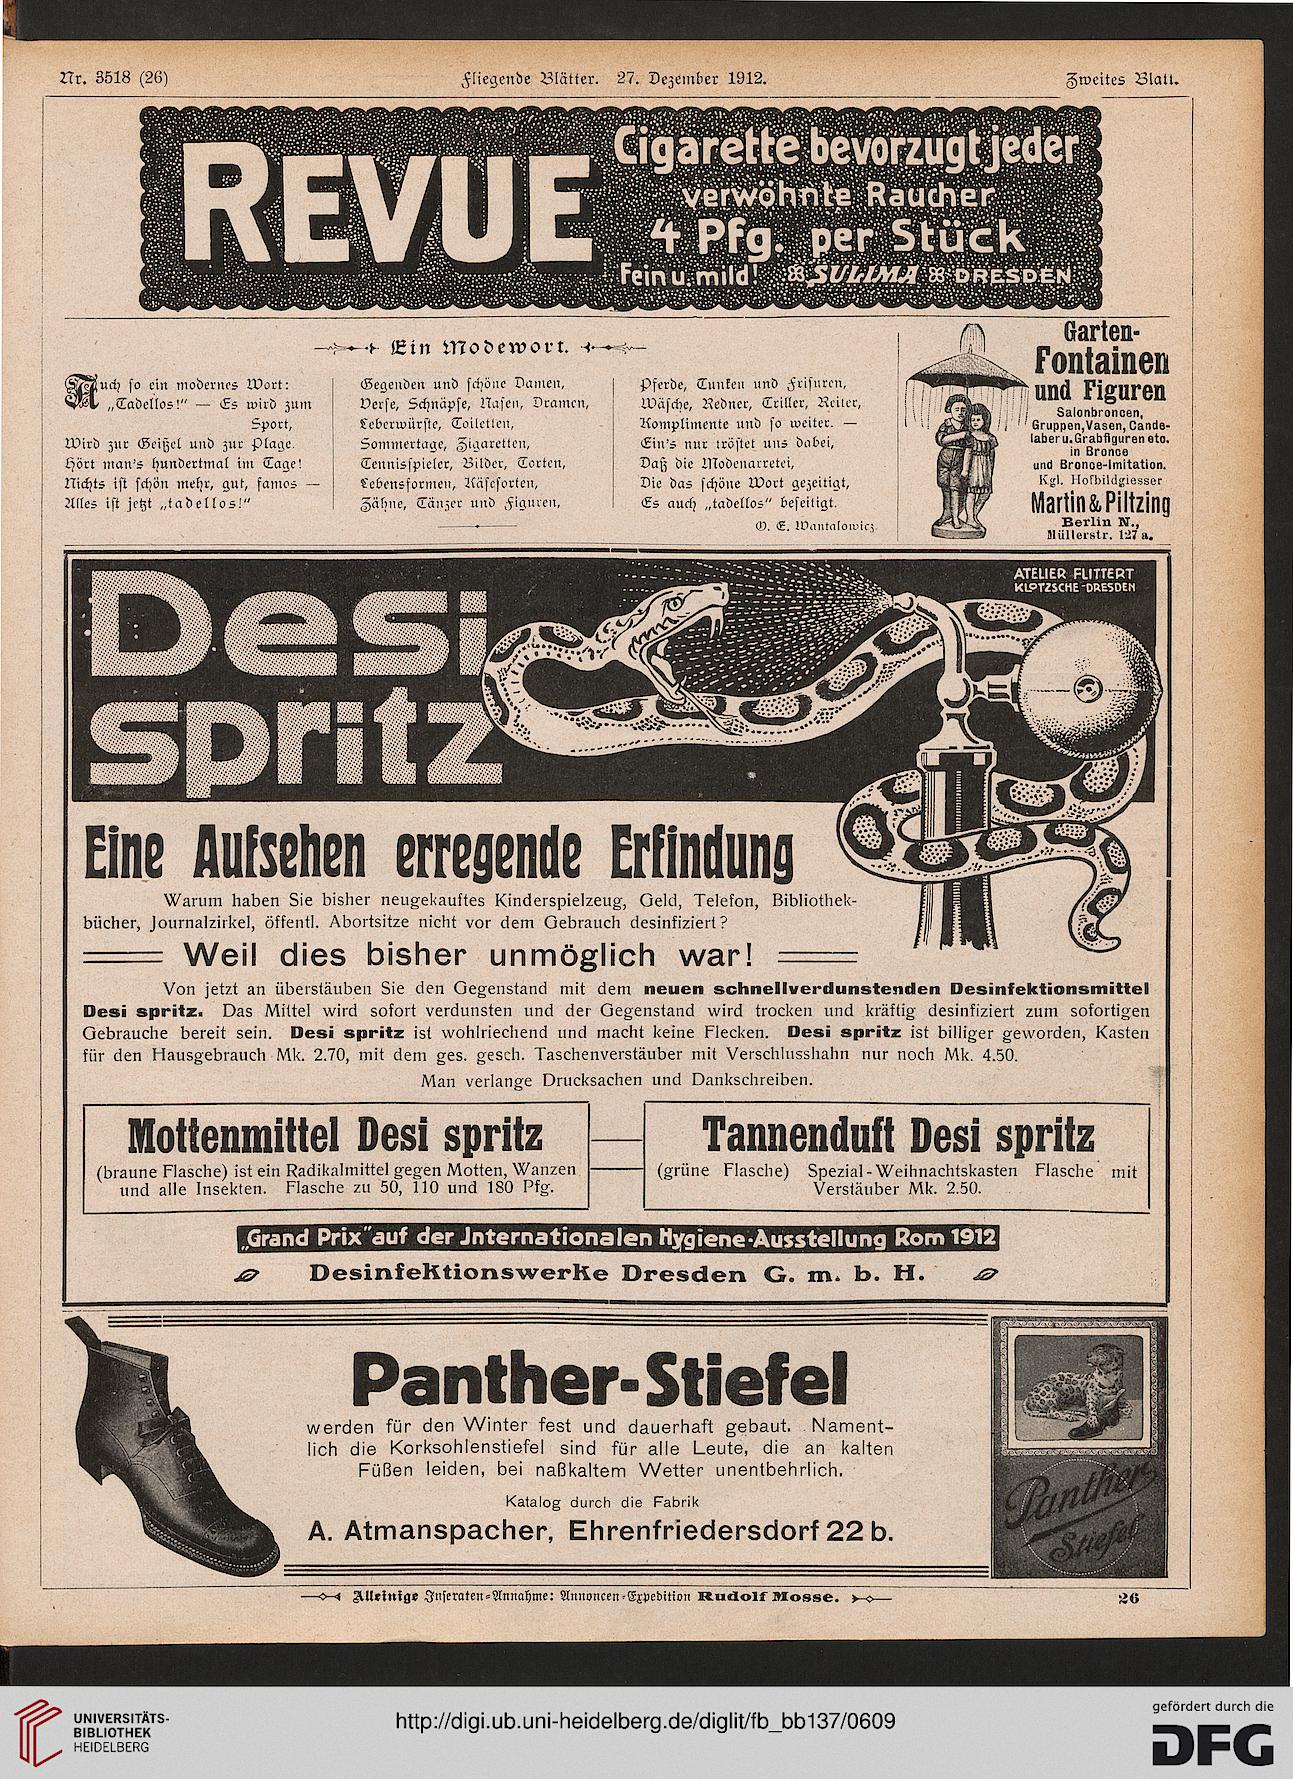 Nr. 3518 (26) Fliegende Blätter. 27. Dezember 1912. Zweites Blatt.
REVUE
Cigarette bevorzugt jeder
verwöhnte Raucher
4 Pfg. per Stück
Fein u. mild! SULIMA DRESDEN
Ein Modewort.
Auch so ein modernes Wort:
„Tadellos!“ — Es wird zum
Sport,
Wird zur Geißel und zur Plage.
Hört man's hundertmal im Tage!
Nichts ist schön mehr, gut, famos —
Alles ist jetzt „tadellos!“
Gegenden und schöne Damen,
Verse, Schnäpse, Nasen, Dramen,
Leberwürste, Toiletten,
Sommertage, Zigaretten,
Tennisspieler, Bilder, Torten,
Lebensformen, Käsesorten,
Zähne, Tänzer und Figuren,
Pferde, Tunken und Frisuren,
Wäsche, Redner, Triller, Reiter,
Komplimente und so weiter. —
Ein's nur tröstet uns dabei,
Daß die Modenarretei,
Die das schöne Wort gezeitigt,
Es auch „tadellos“ beseitigt.
O. E. Wantalowicz.
Garten-
Fontainen
und Figuren
Salonbroncen,
Gruppen, Vasen, Cande-
laber u. Grabfiguren etc.
in Bronce
und Bronce-Imitation.
Kgl. Hofbildgiesser
Martin & Piltzing
Berlin N.,
Müllerstr. 127 a.
Desi
spritz
ATELIER FLITTERT
KLOTZSCHE-DRESDEN
Eine Aufsehen erregende Erfindung
Warum haben Sie bisher neugekauftes Kinderspielzeug, Geld, Telefon, Bibliothek-
bücher, Journalzirkel, öffentl. Abortsitze nicht vor dem Gebrauch desinfiziert?
Weil dies bisher unmöglich war!
Von jetzt an überstäuben Sie den Gegenstand mit dem neuen schnellverdunstenden Desinfektionsmittel
Desi spritz. Das Mittel wird sofort verdunsten und der Gegenstand wird trocken und kräftig desinfiziert zum sofortigen
Gebrauche bereit sein. Desi spritz ist wohlriechend und macht keine Flecken. Desi spritz ist billiger geworden, Kasten
für den Hausgebrauch Mk. 2.70, mit dem ges. gesch. Taschenverstäuber mit Verschlusshahn nur noch Mk. 4.50.
Man verlange Drucksachen und Dankschreiben.
Mottenmittel Desi spritz
(braune Flasche) ist ein Radikalmittel gegen Motten, Wanzen
und alle Insekten. Flasche zu 50, 110 und 180 Pfg.
Tannenduft Desi spritz
(grüne Flasche) Spezial-Weihnachtskasten Flasche mit
Verstäuber Mk. 2.50.
„Grand Prix“ auf der Internationalen Hygiene-Ausstellung Rom 1912
Desinfektionswerke Dresden G. m. b. H.
Panther-Stiefel
werden für den Winter fest und dauerhaft gebaut. Nament-
lich die Korksohlenstiefel sind für alle Leute, die an kalten
Füßen leiden, bei naßkaltem Wetter unentbehrlich.
Katalog durch die Fabrik
A. Atmanspacher, Ehrenfriedersdorf 22 b.
Panther
Stiefel
Alleinige Inseraten-Annahme: Annoncen-Expedition Rudolf Mosse.
26
UNIVERSITÄTS-
BIBLIOTHEK
HEIDELBERG
http://digi.ub.uni-heidelberg.de/diglit/fb_bb137/0609
gefördert durch die
DFG